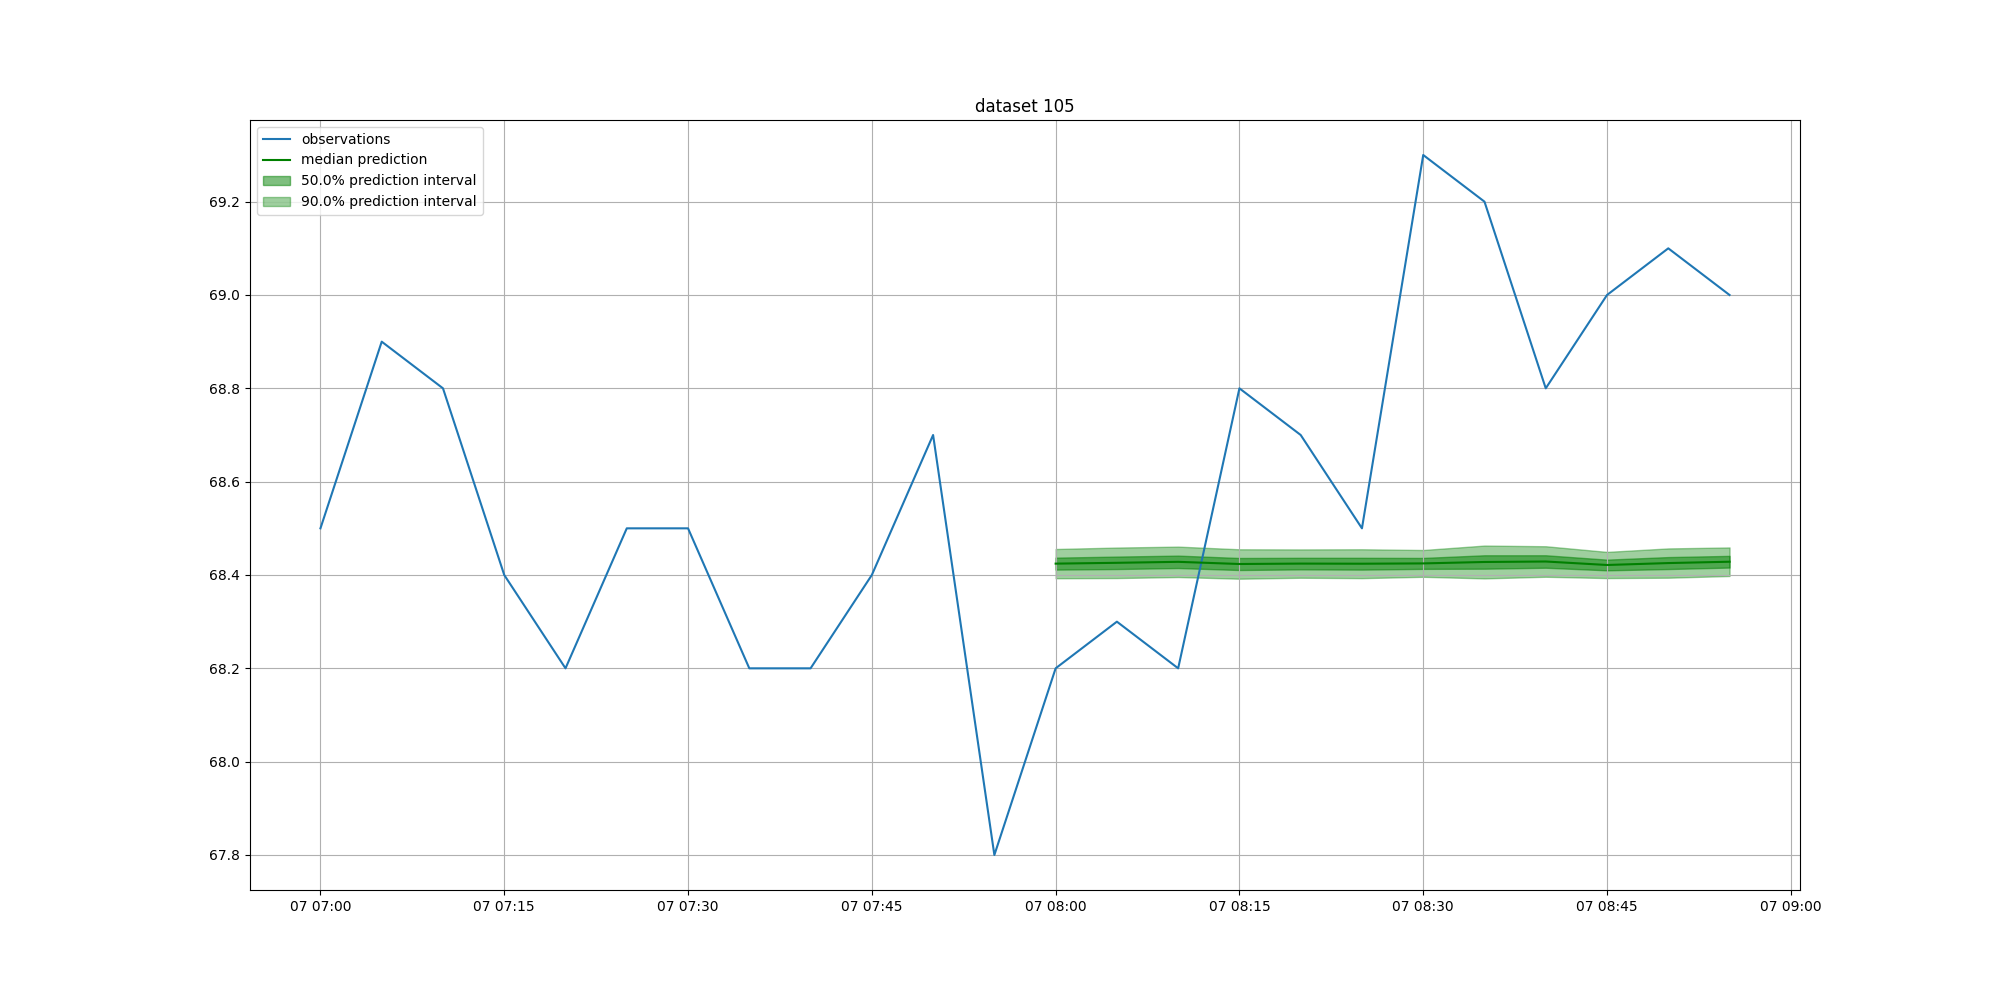 dataset 105
observations
median prediction
50.0% prediction interval
90.0% prediction interval
69.2
69.0
68.8
68.6
68.4
68.2
68.0
67.8
07 07:00 07 07:15 07 07:30 07 07:45 07 08:00 07 08:15 07 08:30 07 08:45 07 09:00